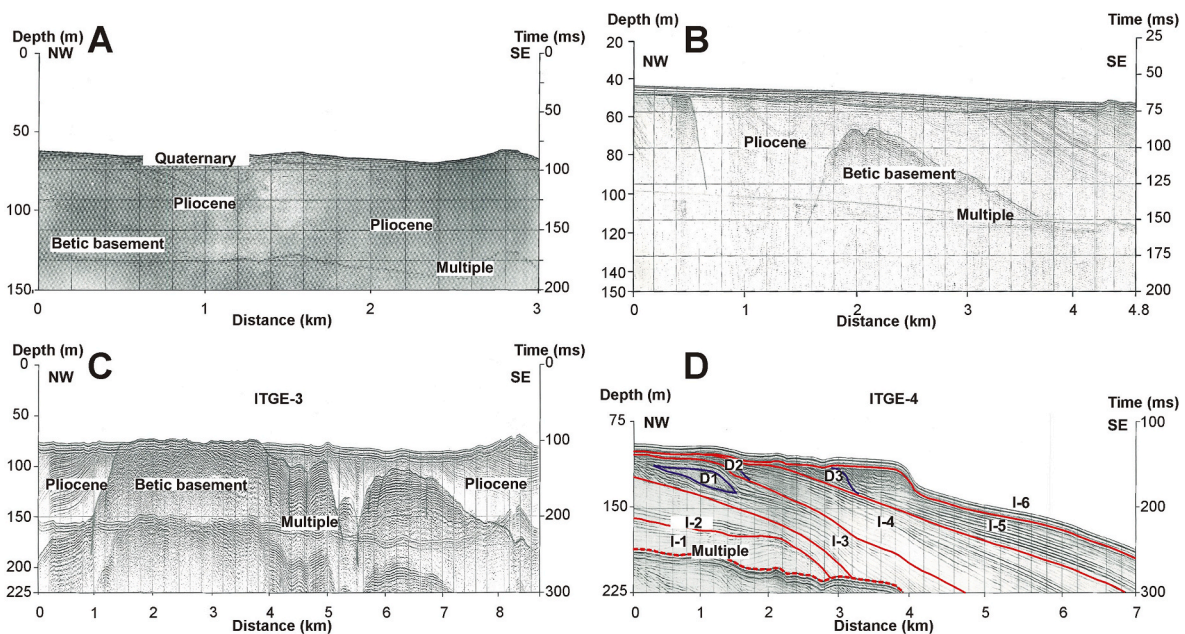 A
Depth (m)
Time (ms)
NW
SE
0
0
50
50
100
100
150
150
200
Quaternary
Pliocene
Pliocene
Betic basement
Multiple
0
1
2
3
Distance (km)
B
Depth (m)
Time (ms)
NW
SE
20
40
60
80
100
120
140
150
25
50
75
100
125
150
175
200
Pliocene
Betic basement
Multiple
0
1
2
3
4
4.8
Distance (km)
C
Depth (m)
Time (ms)
NW
SE
ITGE-3
0
50
100
150
200
225
0
100
200
300
Pliocene
Betic basement
Multiple
Pliocene
0
1
2
3
4
5
6
7
8
Distance (km)
D
Depth (m)
Time (ms)
NW
SE
ITGE-4
75
150
225
100
200
300
D2
D1
D3
I-6
I-5
I-4
I-3
I-2
I-1
Multiple
0
1
2
3
4
5
6
7
Distance (km)